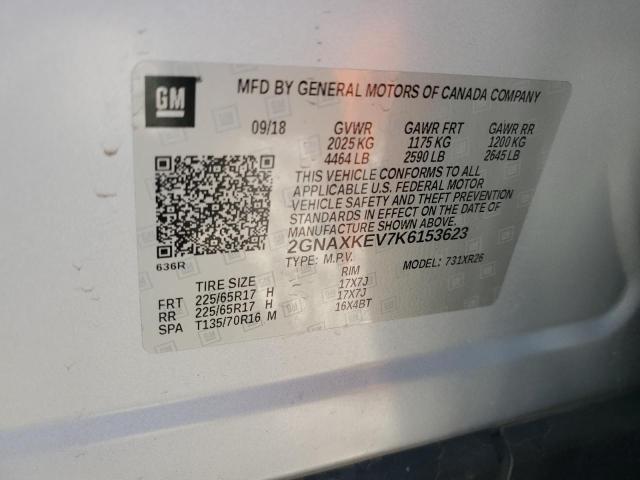 GM
MFD BY GENERAL MOTORS OF CANADA COMPANY
09/18 GVWR GAWR FRT GAWR RR
2025 KG 1175 KG 1200 KG
4464 LB 2590 LB 2645 LB
THIS VEHICLE CONFORMS TO ALL
APPLICABLE U.S. FEDERAL MOTOR
VEHICLE SAFETY AND THEFT PREVENTION
STANDARDS IN EFFECT ON THE DATE OF
MANUFACTURE SHOWN ABOVE.
2GNAXKEV7K6153623
636R
TYPE: M.P.V. MODEL: 731XR26
TIRE SIZE RIM
FRT 225/65R17 H 17X7J
RR 225/65R17 H 17X7J
SPA T135/70R16 M 16X4BT